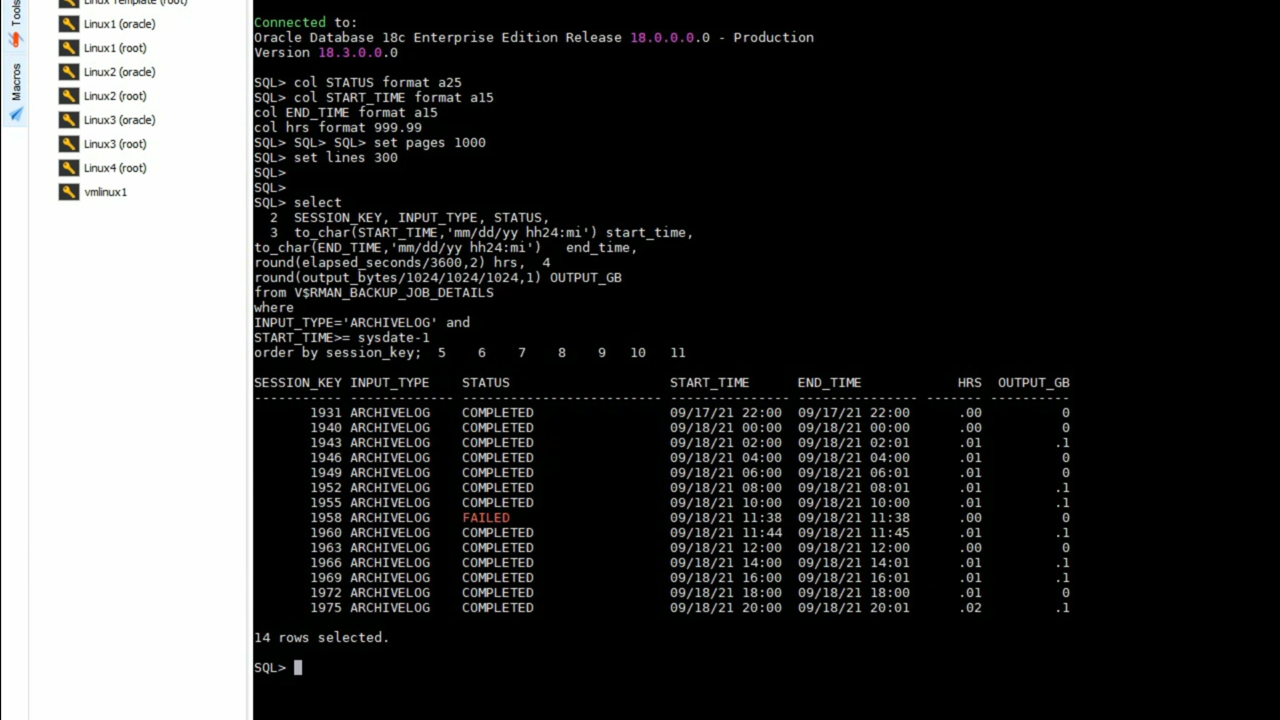 Tools
Macros
Linux Template (root)
Linux1 (oracle)
Linux1 (root)
Linux2 (oracle)
Linux2 (root)
Linux3 (oracle)
Linux3 (root)
Linux4 (root)
vmlinux1
Connected to:
Oracle Database 18c Enterprise Edition Release 18.0.0.0.0 - Production
Version 18.3.0.0.0
SQL> col STATUS format a25
SQL> col START_TIME format a15
col END_TIME format a15
col hrs format 999.99
SQL> SQL> SQL> set pages 1000
SQL> set lines 300
SQL>
SQL>
SQL> select
2 SESSION_KEY, INPUT_TYPE, STATUS,
3 to_char(START_TIME,'mm/dd/yy hh24:mi') start_time,
to_char(END_TIME,'mm/dd/yy hh24:mi') end_time,
round(elapsed_seconds/3600,2) hrs, 4
round(output_bytes/1024/1024/1024,1) OUTPUT_GB
from V$RMAN_BACKUP_JOB_DETAILS
where
INPUT_TYPE='ARCHIVELOG' and
START_TIME>= sysdate-1
order by session_key; 5 6 7 8 9 10 11
SESSION_KEY INPUT_TYPE STATUS START_TIME END_TIME HRS OUTPUT_GB
----------- ------------- ------------------------- --------------- --------------- ------- ----------
1931 ARCHIVELOG COMPLETED 09/17/21 22:00 09/17/21 22:00 .00 0
1940 ARCHIVELOG COMPLETED 09/18/21 00:00 09/18/21 00:00 .00 0
1943 ARCHIVELOG COMPLETED 09/18/21 02:00 09/18/21 02:01 .01 .1
1946 ARCHIVELOG COMPLETED 09/18/21 04:00 09/18/21 04:00 .01 0
1949 ARCHIVELOG COMPLETED 09/18/21 06:00 09/18/21 06:01 .01 0
1952 ARCHIVELOG COMPLETED 09/18/21 08:00 09/18/21 08:01 .01 .1
1955 ARCHIVELOG COMPLETED 09/18/21 10:00 09/18/21 10:00 .01 .1
1958 ARCHIVELOG FAILED 09/18/21 11:38 09/18/21 11:38 .00 0
1960 ARCHIVELOG COMPLETED 09/18/21 11:44 09/18/21 11:45 .01 .1
1963 ARCHIVELOG COMPLETED 09/18/21 12:00 09/18/21 12:00 .00 0
1966 ARCHIVELOG COMPLETED 09/18/21 14:00 09/18/21 14:01 .01 .1
1969 ARCHIVELOG COMPLETED 09/18/21 16:00 09/18/21 16:01 .01 .1
1972 ARCHIVELOG COMPLETED 09/18/21 18:00 09/18/21 18:00 .01 0
1975 ARCHIVELOG COMPLETED 09/18/21 20:00 09/18/21 20:01 .02 .1
14 rows selected.
SQL>